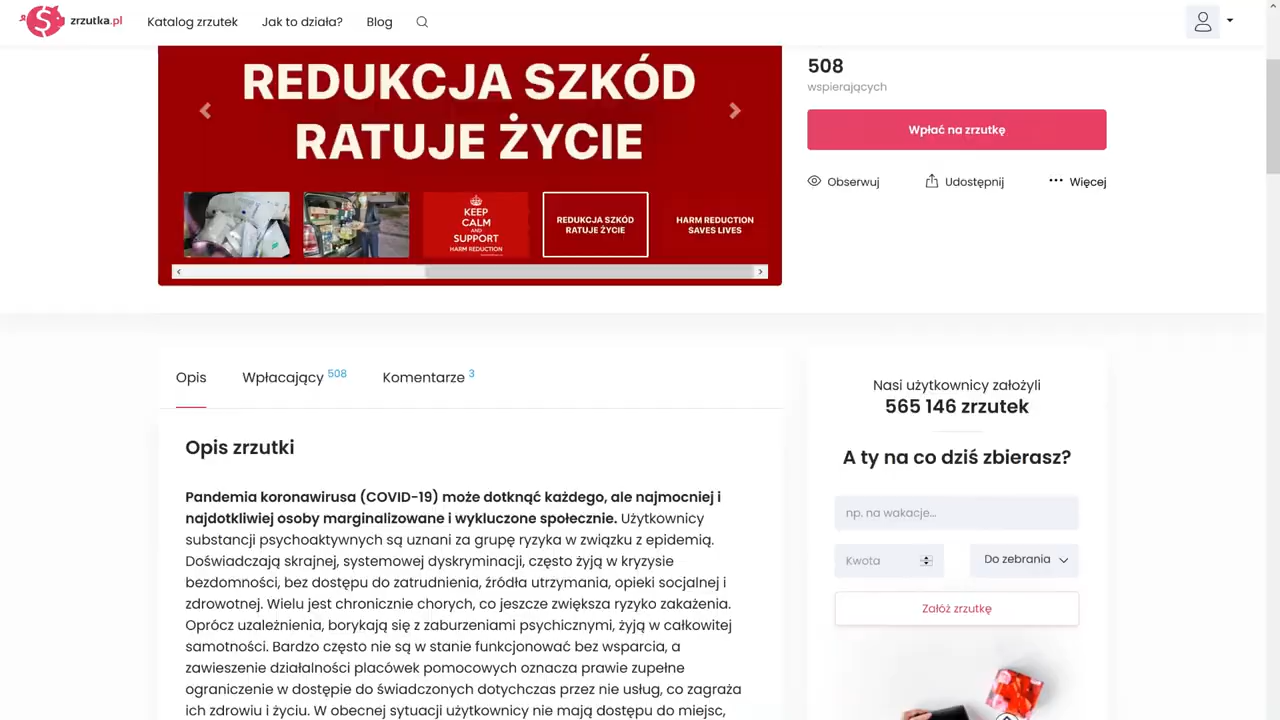 zrzutka.pl Katalog zrzutek Jak to działa? Blog
REDUKCJA SZKÓD
RATUJE ŻYCIE
KEEP
CALM
AND
SUPPORT
HARM REDUCTION
REDUKCJA SZKÓD
RATUJE ŻYCIE
HARM REDUCTION
SAVES LIVES
508
wspierających
Wpłać na zrzutkę
Obserwuj Udostępnij Więcej
Opis Wpłacający 508 Komentarze 3
Opis zrzutki
Pandemia koronawirusa (COVID-19) może dotknąć każdego, ale najmocniej i
najdotkliwiej osoby marginalizowane i wykluczone społecznie. Użytkownicy
substancji psychoaktywnych są uznani za grupę ryzyka w związku z epidemią.
Doświadczają skrajnej, systemowej dyskryminacji, często żyją w kryzysie
bezdomności, bez dostępu do zatrudnienia, źródła utrzymania, opieki socjalnej i
zdrowotnej. Wielu jest chronicznie chorych, co jeszcze zwiększa ryzyko zakażenia.
Oprócz uzależnienia, borykają się z zaburzeniami psychicznymi, żyją w całkowitej
samotności. Bardzo często nie są w stanie funkcjonować bez wsparcia, a
zawieszenie działalności placówek pomocowych oznacza prawie zupełne
ograniczenie w dostępie do świadczonych dotychczas przez nie usług, co zagraża
ich zdrowiu i życiu. W obecnej sytuacji użytkownicy nie mają dostępu do miejsc,
Nasi użytkownicy założyli
565 146 zrzutek
A ty na co dziś zbierasz?
np. na wakacje...
Kwota Do zebrania
Załóż zrzutkę